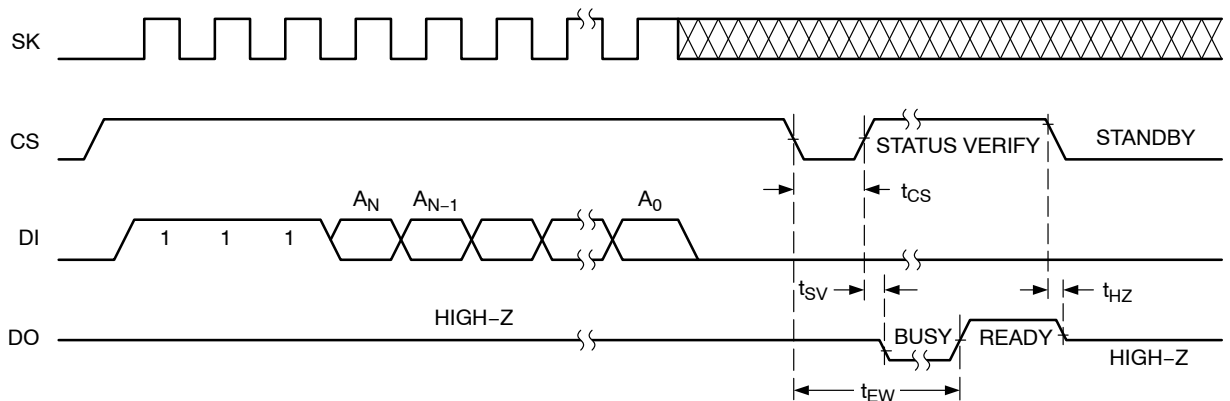 SK
CS
STATUS VERIFY
STANDBY
tCS
AN
AN−1
A0
DI
1 1 1
tSV
tHZ
HIGH−Z
DO
BUSY
READY
HIGH−Z
tEW